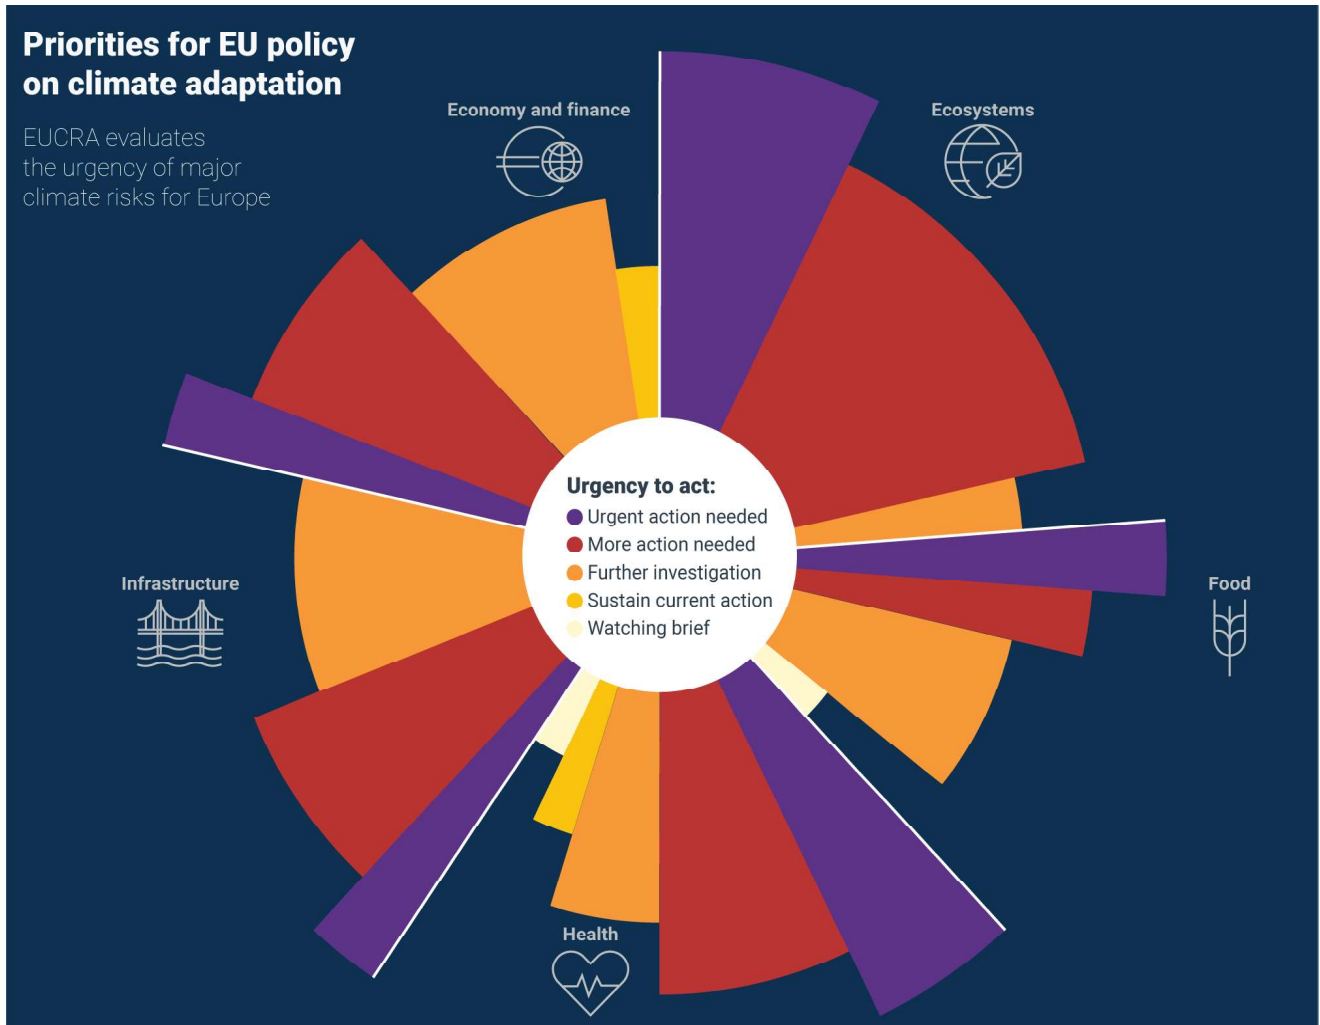 Priorities for EU policy
on climate adaptation
EUCRA evaluates
the urgency of major
climate risks for Europe
Economy and finance
Ecosystems
Urgency to act:
Urgent action needed
More action needed
Further investigation
Sustain current action
Watching brief
Infrastructure
Food
Health